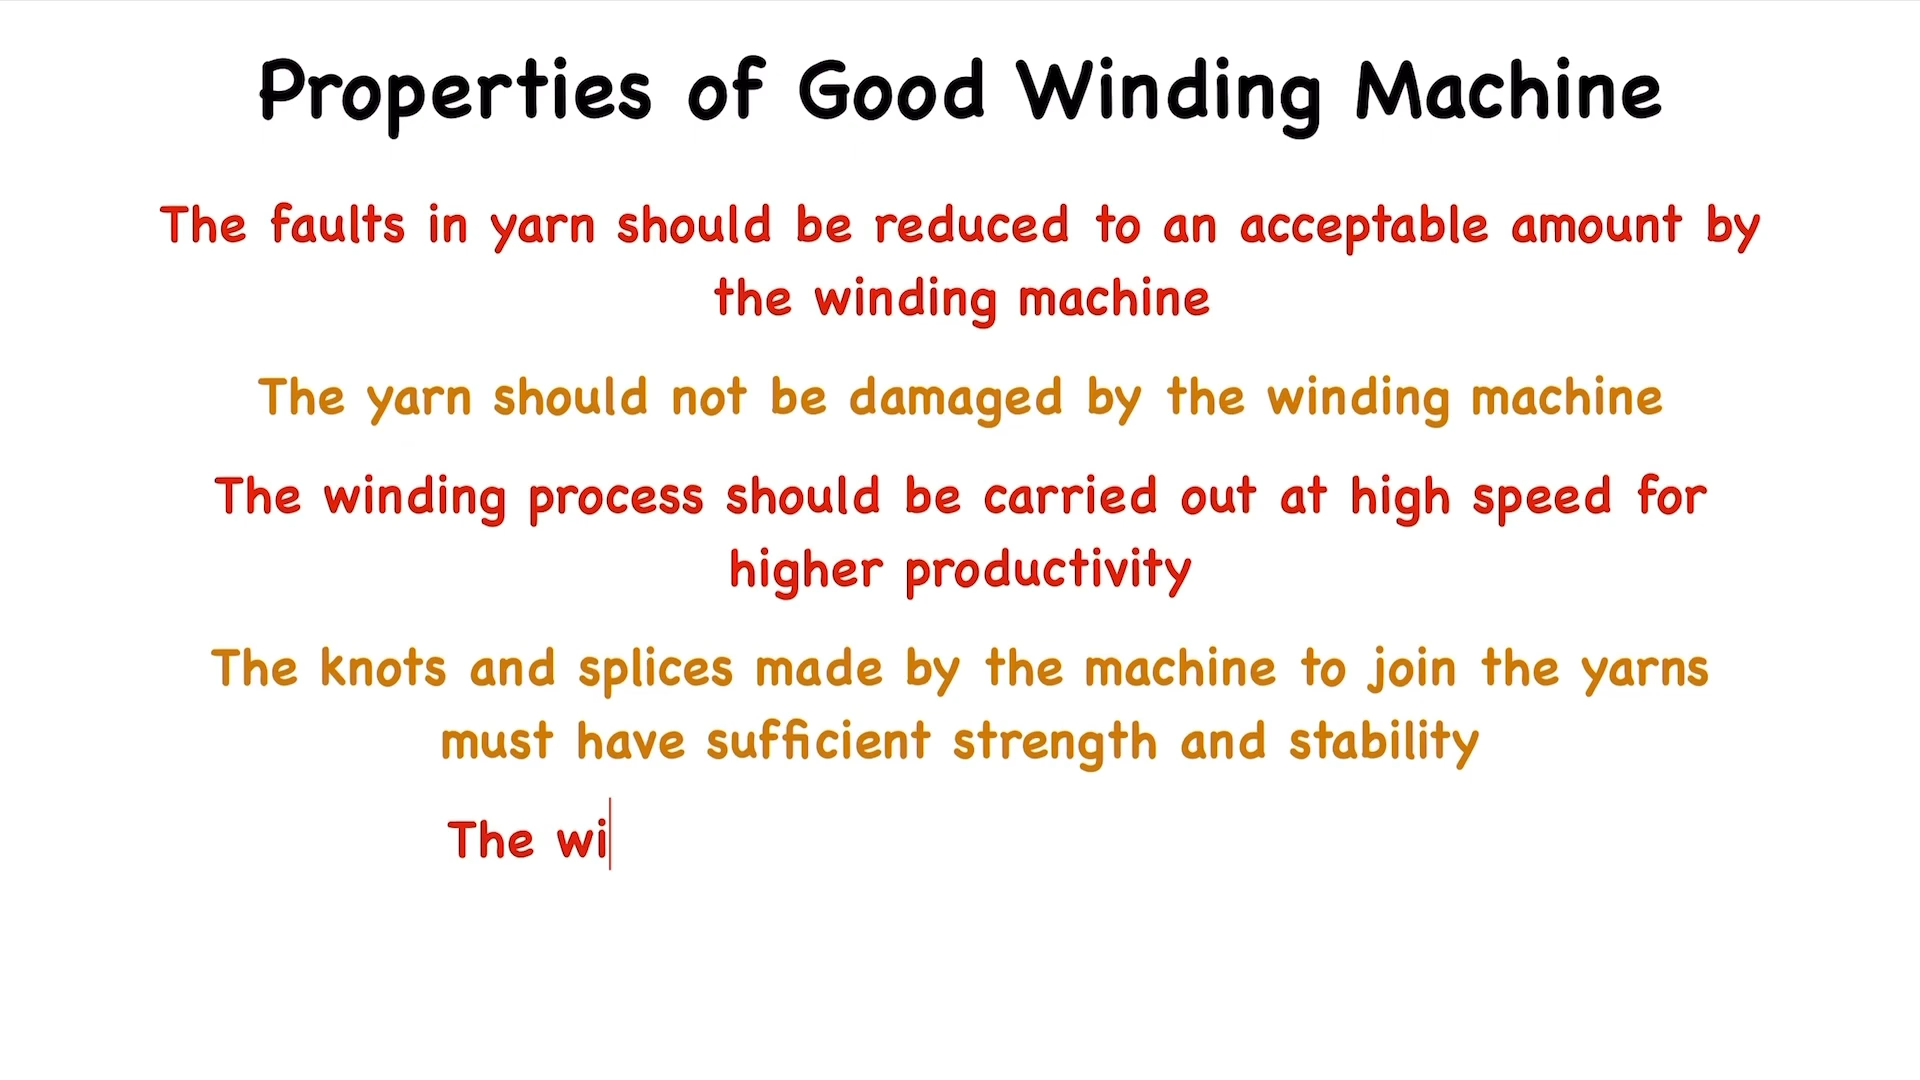 Properties of Good Winding Machine
The faults in yarn should be reduced to an acceptable amount by
the winding machine
The yarn should not be damaged by the winding machine
The winding process should be carried out at high speed for
higher productivity
The knots and splices made by the machine to join the yarns
must have sufficient strength and stability
The wi